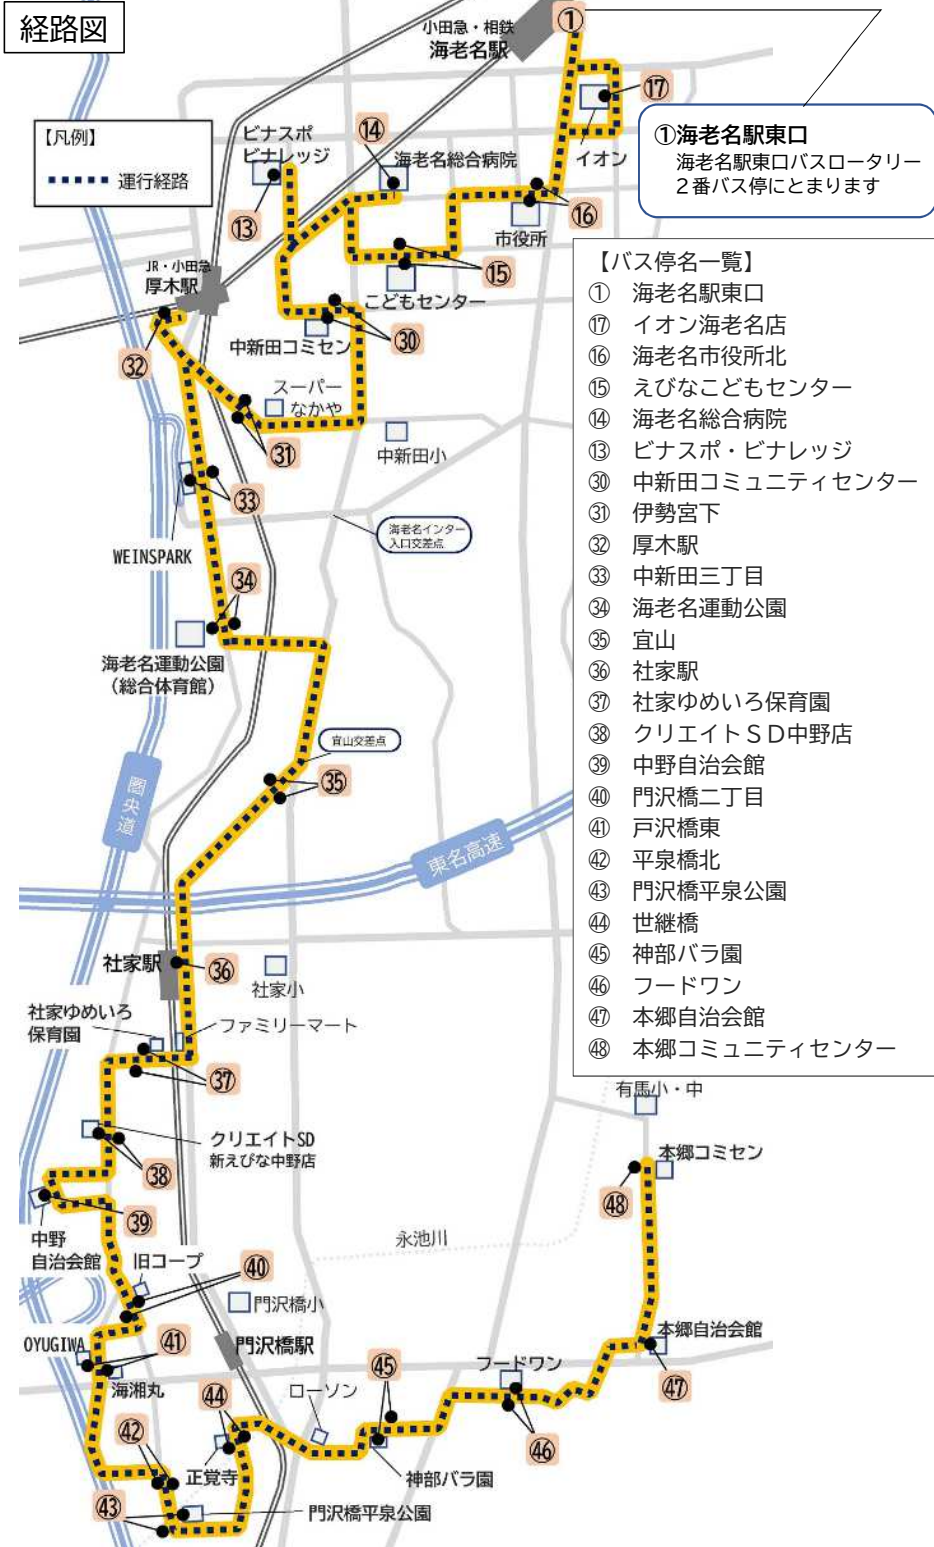 経路図
小田急・相鉄
海老名駅
①
⑰
イオン
①海老名駅東口
海老名駅東口バスロータリー
２番バス停にとまります
【凡例】
運行経路
ビナスポ
ビナレッジ
⑬
⑭
海老名総合病院
⑯
市役所
⑮
こどもセンター
JR・小田急
厚木駅
㉜
中新田コミセン
㉚
スーパー
なかや
㉛
中新田小
㉝
WEINSPARK
海老名インター
入口交差点
㉞
海老名運動公園
（総合体育館）
宜山交差点
㉟
圏央道
東名高速
【バス停名一覧】
① 海老名駅東口
⑰ イオン海老名店
⑯ 海老名市役所北
⑮ えびなこどもセンター
⑭ 海老名総合病院
⑬ ビナスポ・ビナレッジ
㉚ 中新田コミュニティセンター
㉛ 伊勢宮下
㉜ 厚木駅
㉝ 中新田三丁目
㉞ 海老名運動公園
㉟ 宜山
㊱ 社家駅
㊲ 社家ゆめいろ保育園
㊳ クリエイトＳＤ中野店
㊴ 中野自治会館
㊵ 門沢橋二丁目
㊶ 戸沢橋東
㊷ 平泉橋北
㊸ 門沢橋平泉公園
㊹ 世継橋
㊺ 神部バラ園
㊻ フードワン
㊼ 本郷自治会館
㊽ 本郷コミュニティセンター
社家駅
㊱
社家小
社家ゆめいろ
保育園
ファミリーマート
㊲
クリエイトSD
新えびな中野店
㊳
㊴
中野
自治会館
旧コープ
㊵
門沢橋小
OYUGIWA
㊶
海湘丸
門沢橋駅
永池川
有馬小・中
本郷コミセン
㊽
本郷自治会館
㊼
フードワン
㊻
㊺
ローソン
神部バラ園
㊹
㊷
正覚寺
㊸
門沢橋平泉公園